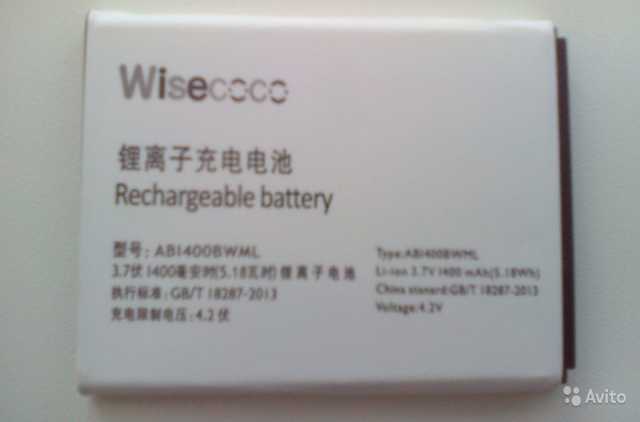 Wisecoco
锂离子充电电池
Rechargeable battery
型号: AB1400BWML
3.7伏 1400毫安时(5.18瓦时)锂离子电池
执行标准: GB/T 18287-2013
充电限制电压: 4.2伏
Type:AB1400BWML
Li-ion 3.7V 1400 mAh(5.18Wh)
China stanard:GB/T 18287-2013
Voltage:4.2V
Avito